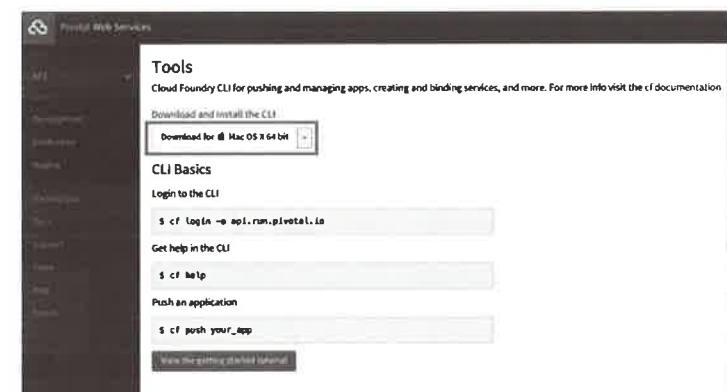 Pivotal Web Services
Tools
Cloud Foundry CLI for pushing and managing apps, creating and binding services, and more. For more info visit the cf documentation
Download and install the CLI
Download for Mac OS X 64 bit
CLI Basics
Login to the CLI
$ cf login -a api.run.pivotal.io
Get help in the CLI
$ cf help
Push an application
$ cf push your_app
View the getting started tutorial